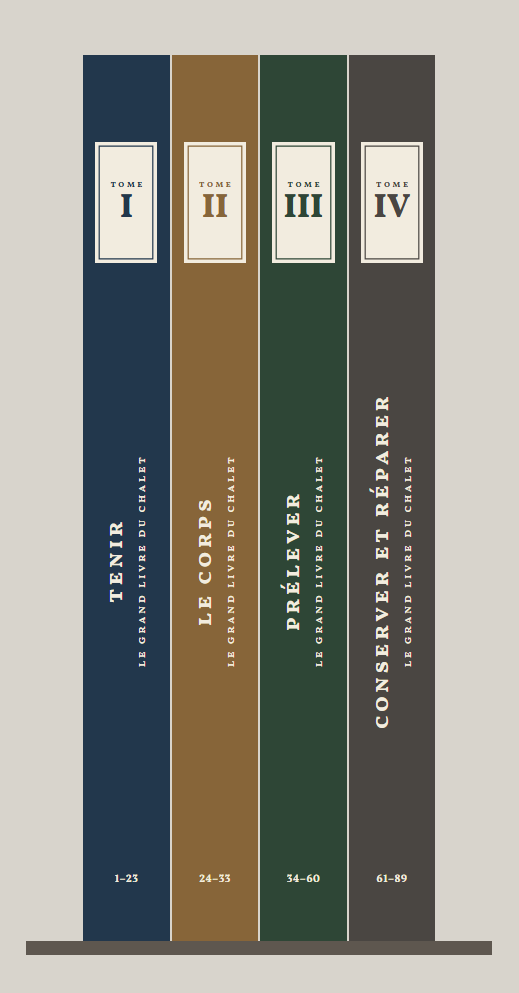 TOME
I
TENIR
LE GRAND LIVRE DU CHALET
1–23
TOME
II
LE CORPS
LE GRAND LIVRE DU CHALET
24–33
TOME
III
PRÉLEVER
LE GRAND LIVRE DU CHALET
34–60
TOME
IV
CONSERVER ET RÉPARER
LE GRAND LIVRE DU CHALET
61–89